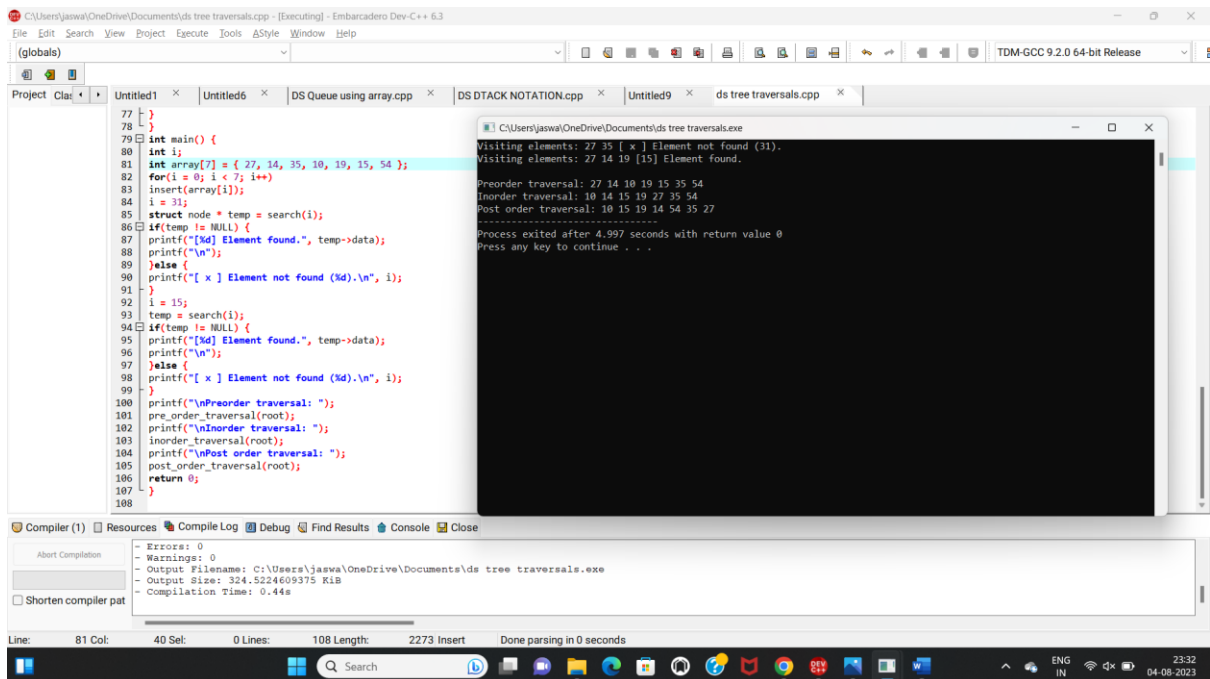 C:\Users\jaswa\OneDrive\Documents\ds tree traversals.cpp - [Executing] - Embarcadero Dev-C++ 6.3
File Edit Search View Project Execute Tools AStyle Window Help
(globals)
TDM-GCC 9.2.0 64-bit Release
Project Clas
Untitled1 Untitled6 DS Queue using array.cpp DS DTACK NOTATION.cpp Untitled9 ds tree traversals.cpp
77 }
78 }
79 int main() {
80 int i;
81 int array[7] = { 27, 14, 35, 10, 19, 15, 54 };
82 for(i = 0; i < 7; i++)
83 insert(array[i]);
84 i = 31;
85 struct node * temp = search(i);
86 if(temp != NULL) {
87 printf("[%d] Element found.", temp->data);
88 printf("\n");
89 }else {
90 printf("[ x ] Element not found (%d).\n", i);
91 }
92 i = 15;
93 temp = search(i);
94 if(temp != NULL) {
95 printf("[%d] Element found.", temp->data);
96 printf("\n");
97 }else {
98 printf("[ x ] Element not found (%d).\n", i);
99 }
100 printf("\nPreorder traversal: ");
101 pre_order_traversal(root);
102 printf("\nInorder traversal: ");
103 inorder_traversal(root);
104 printf("\nPost order traversal: ");
105 post_order_traversal(root);
106 return 0;
107 }
108
C:\Users\jaswa\OneDrive\Documents\ds tree traversals.exe
Visiting elements: 27 35 [ x ] Element not found (31).
Visiting elements: 27 14 19 [15] Element found.
Preorder traversal: 27 14 10 19 15 35 54
Inorder traversal: 10 14 15 19 27 35 54
Post order traversal: 10 15 19 14 54 35 27
--------------------------------
Process exited after 4.997 seconds with return value 0
Press any key to continue . . .
Compiler (1) Resources Compile Log Debug Find Results Console Close
Abort Compilation
Shorten compiler pat
- Errors: 0
- Warnings: 0
- Output Filename: C:\Users\jaswa\OneDrive\Documents\ds tree traversals.exe
- Output Size: 324.5224609375 KiB
- Compilation Time: 0.44s
Line: 81 Col: 40 Sel: 0 Lines: 108 Length: 2273 Insert Done parsing in 0 seconds
Search
ENG
IN
23:32
04-08-2023